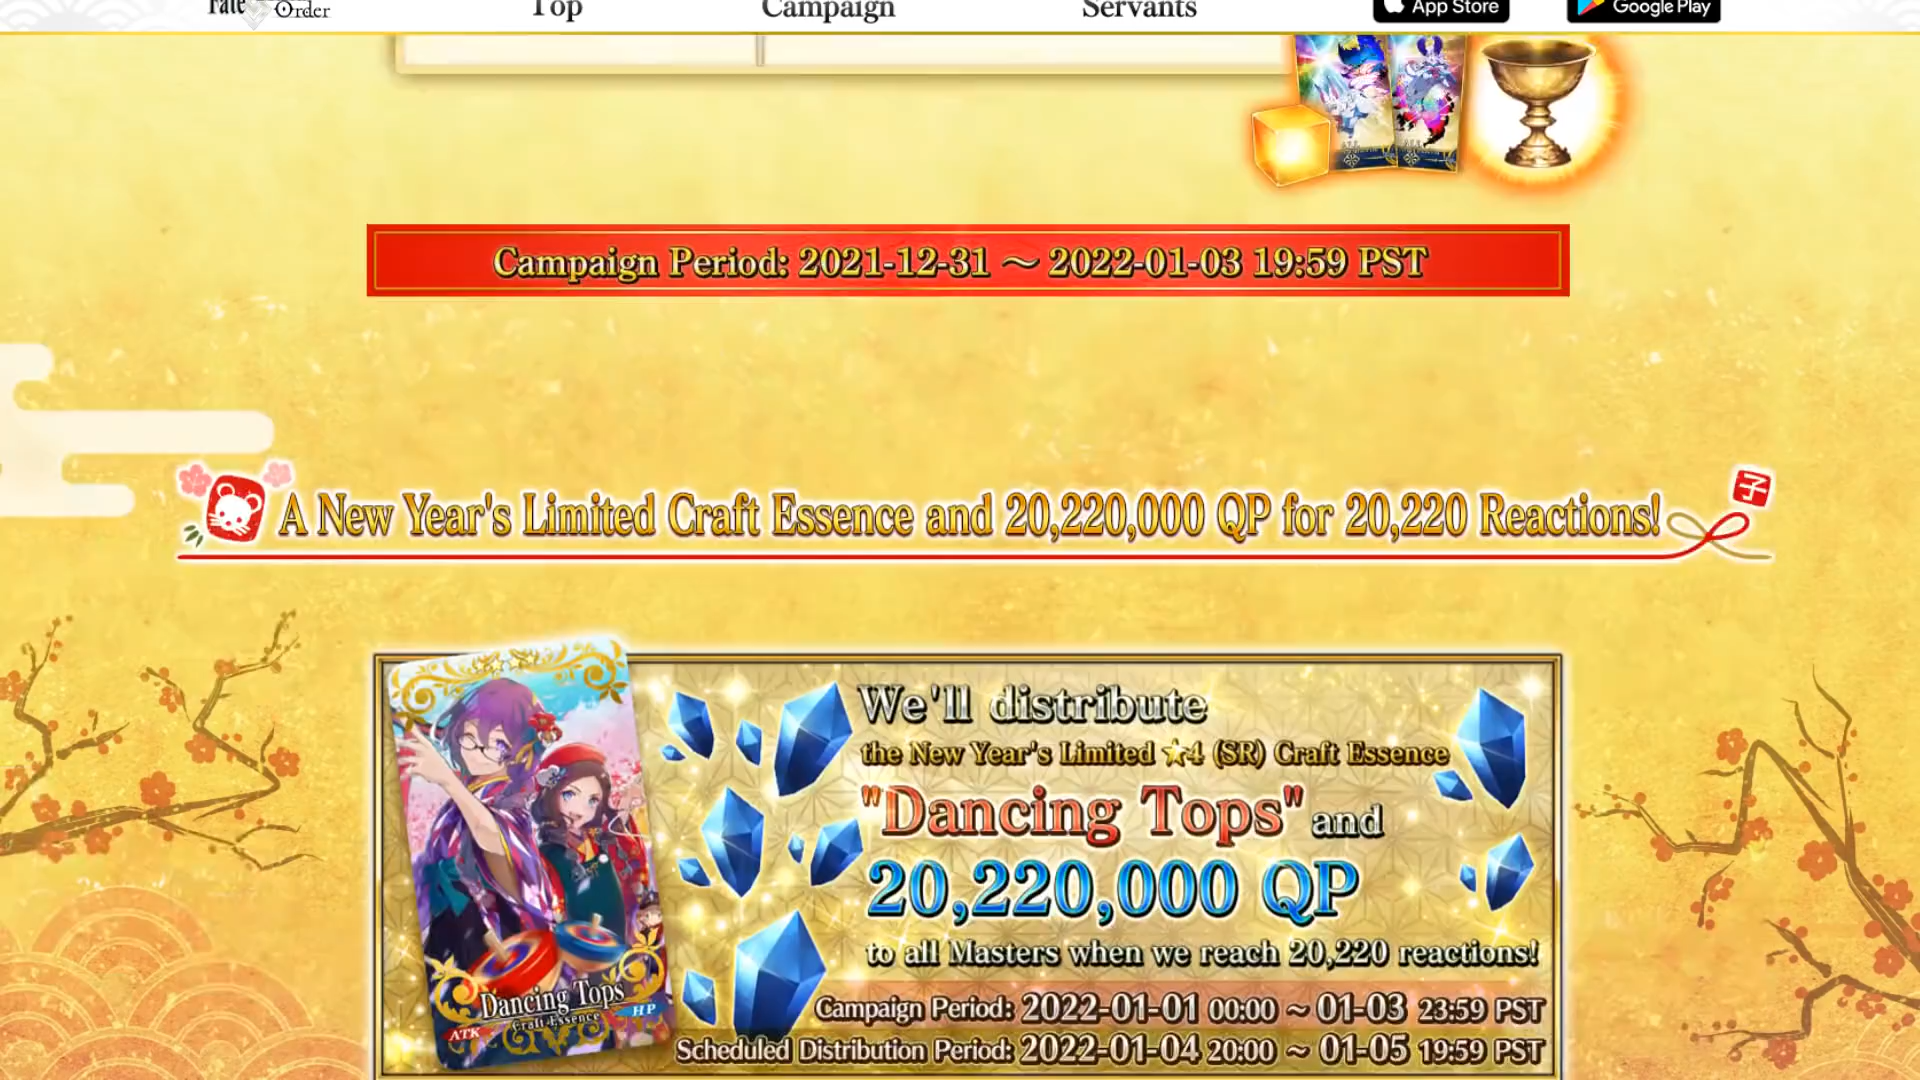 Fate Order
Top
Campaign
Servants
App Store
Google Play
Campaign Period: 2021-12-31 ～ 2022-01-03 19:59 PST
A New Year's Limited Craft Essence and 20,220,000 QP for 20,220 Reactions!
子
We'll distribute
the New Year's Limited ★4 (SR) Craft Essence
"Dancing Tops" and
20,220,000 QP
to all Masters when we reach 20,220 reactions!
Campaign Period: 2022-01-01 00:00 ~ 01-03 23:59 PST
Scheduled Distribution Period: 2022-01-04 20:00 ~ 01-05 19:59 PST
Dancing Tops
Craft Essence
ATK
HP